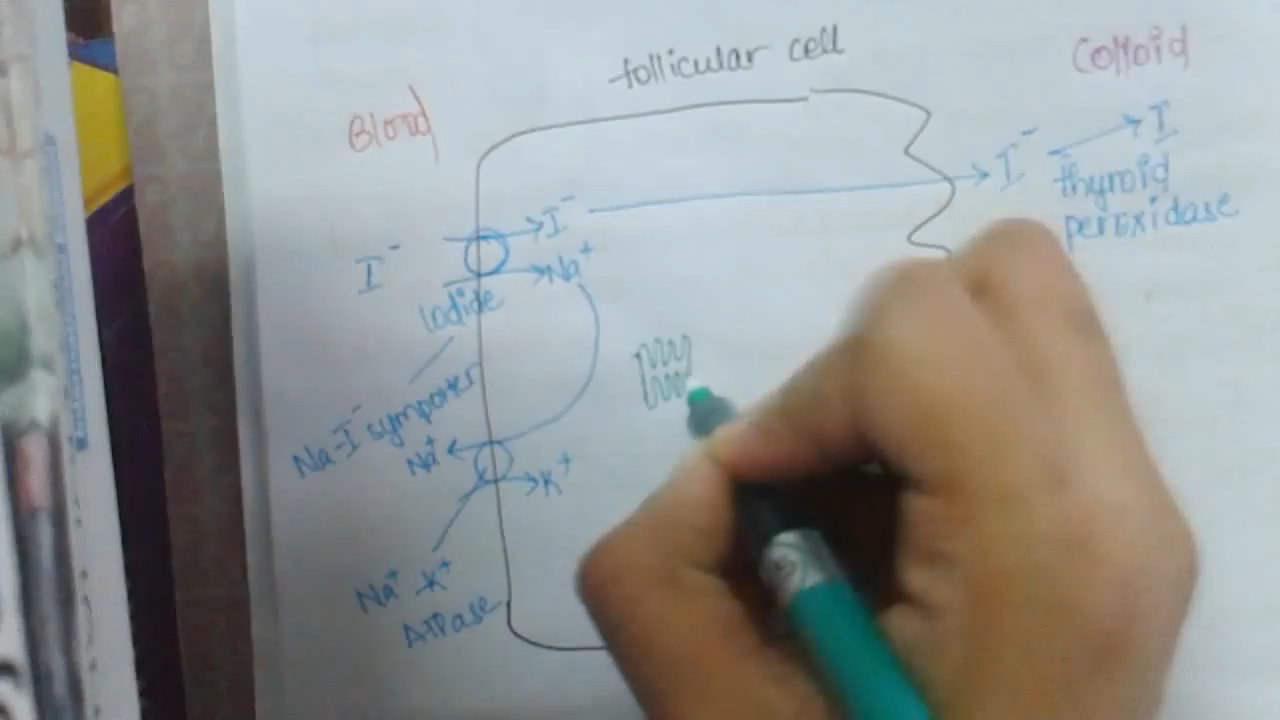 follicular cell
Colloid
Blood
I⁻ → I
thyroid
peroxidase
I⁻
I⁻
Na⁺
Iodide
Na-I⁻ symporter
Na⁺
K⁺
Na⁺-K⁺
ATPase